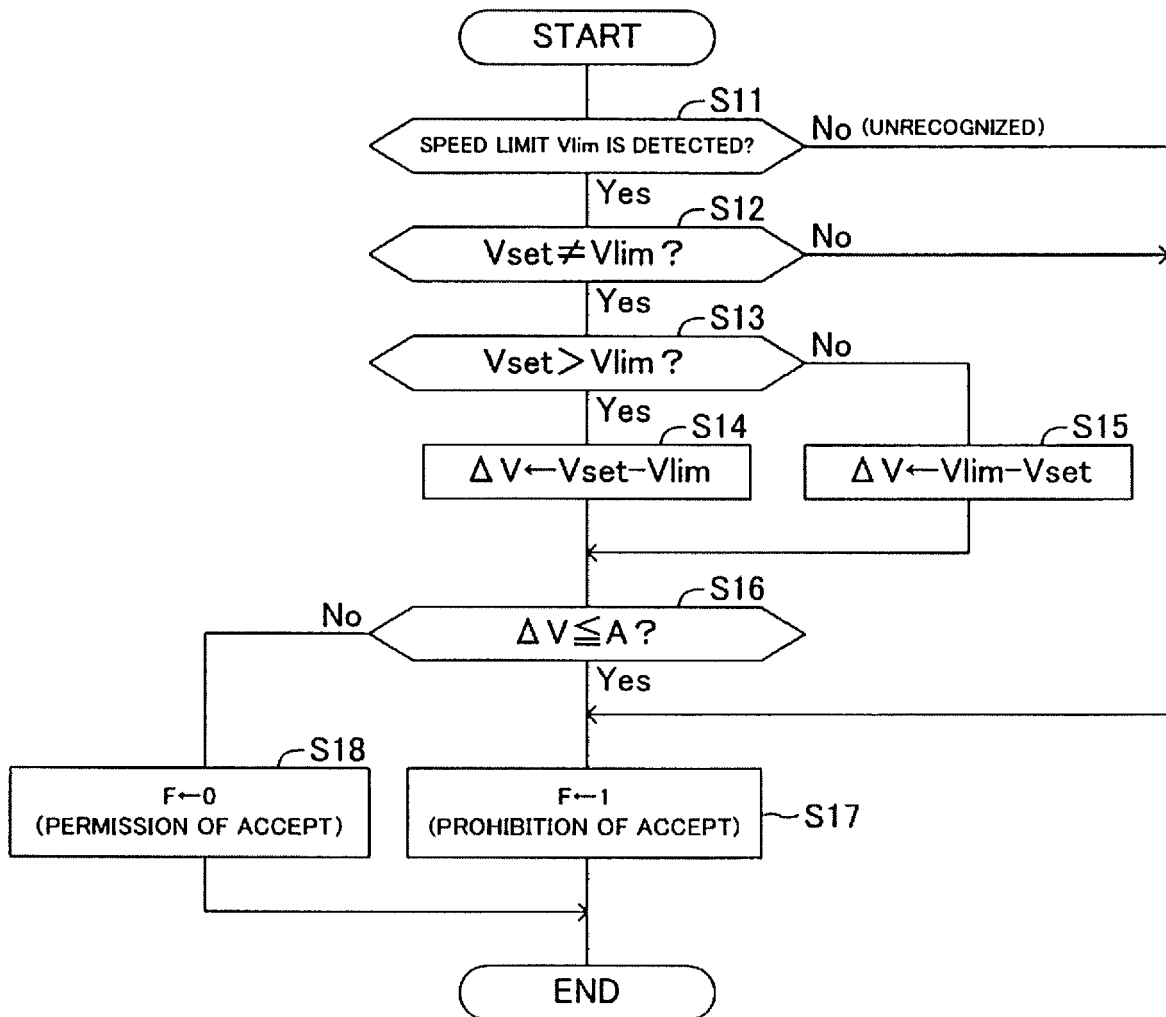 START
S11
SPEED LIMIT Vlim IS DETECTED?
No (UNRECOGNIZED)
Yes
S12
Vset≠Vlim?
No
Yes
S13
Vset>Vlim?
No
Yes
S14
ΔV←Vset-Vlim
S15
ΔV←Vlim-Vset
S16
No
ΔV≦A?
Yes
S18
F←0
(PERMISSION OF ACCEPT)
F←1
(PROHIBITION OF ACCEPT)
S17
END